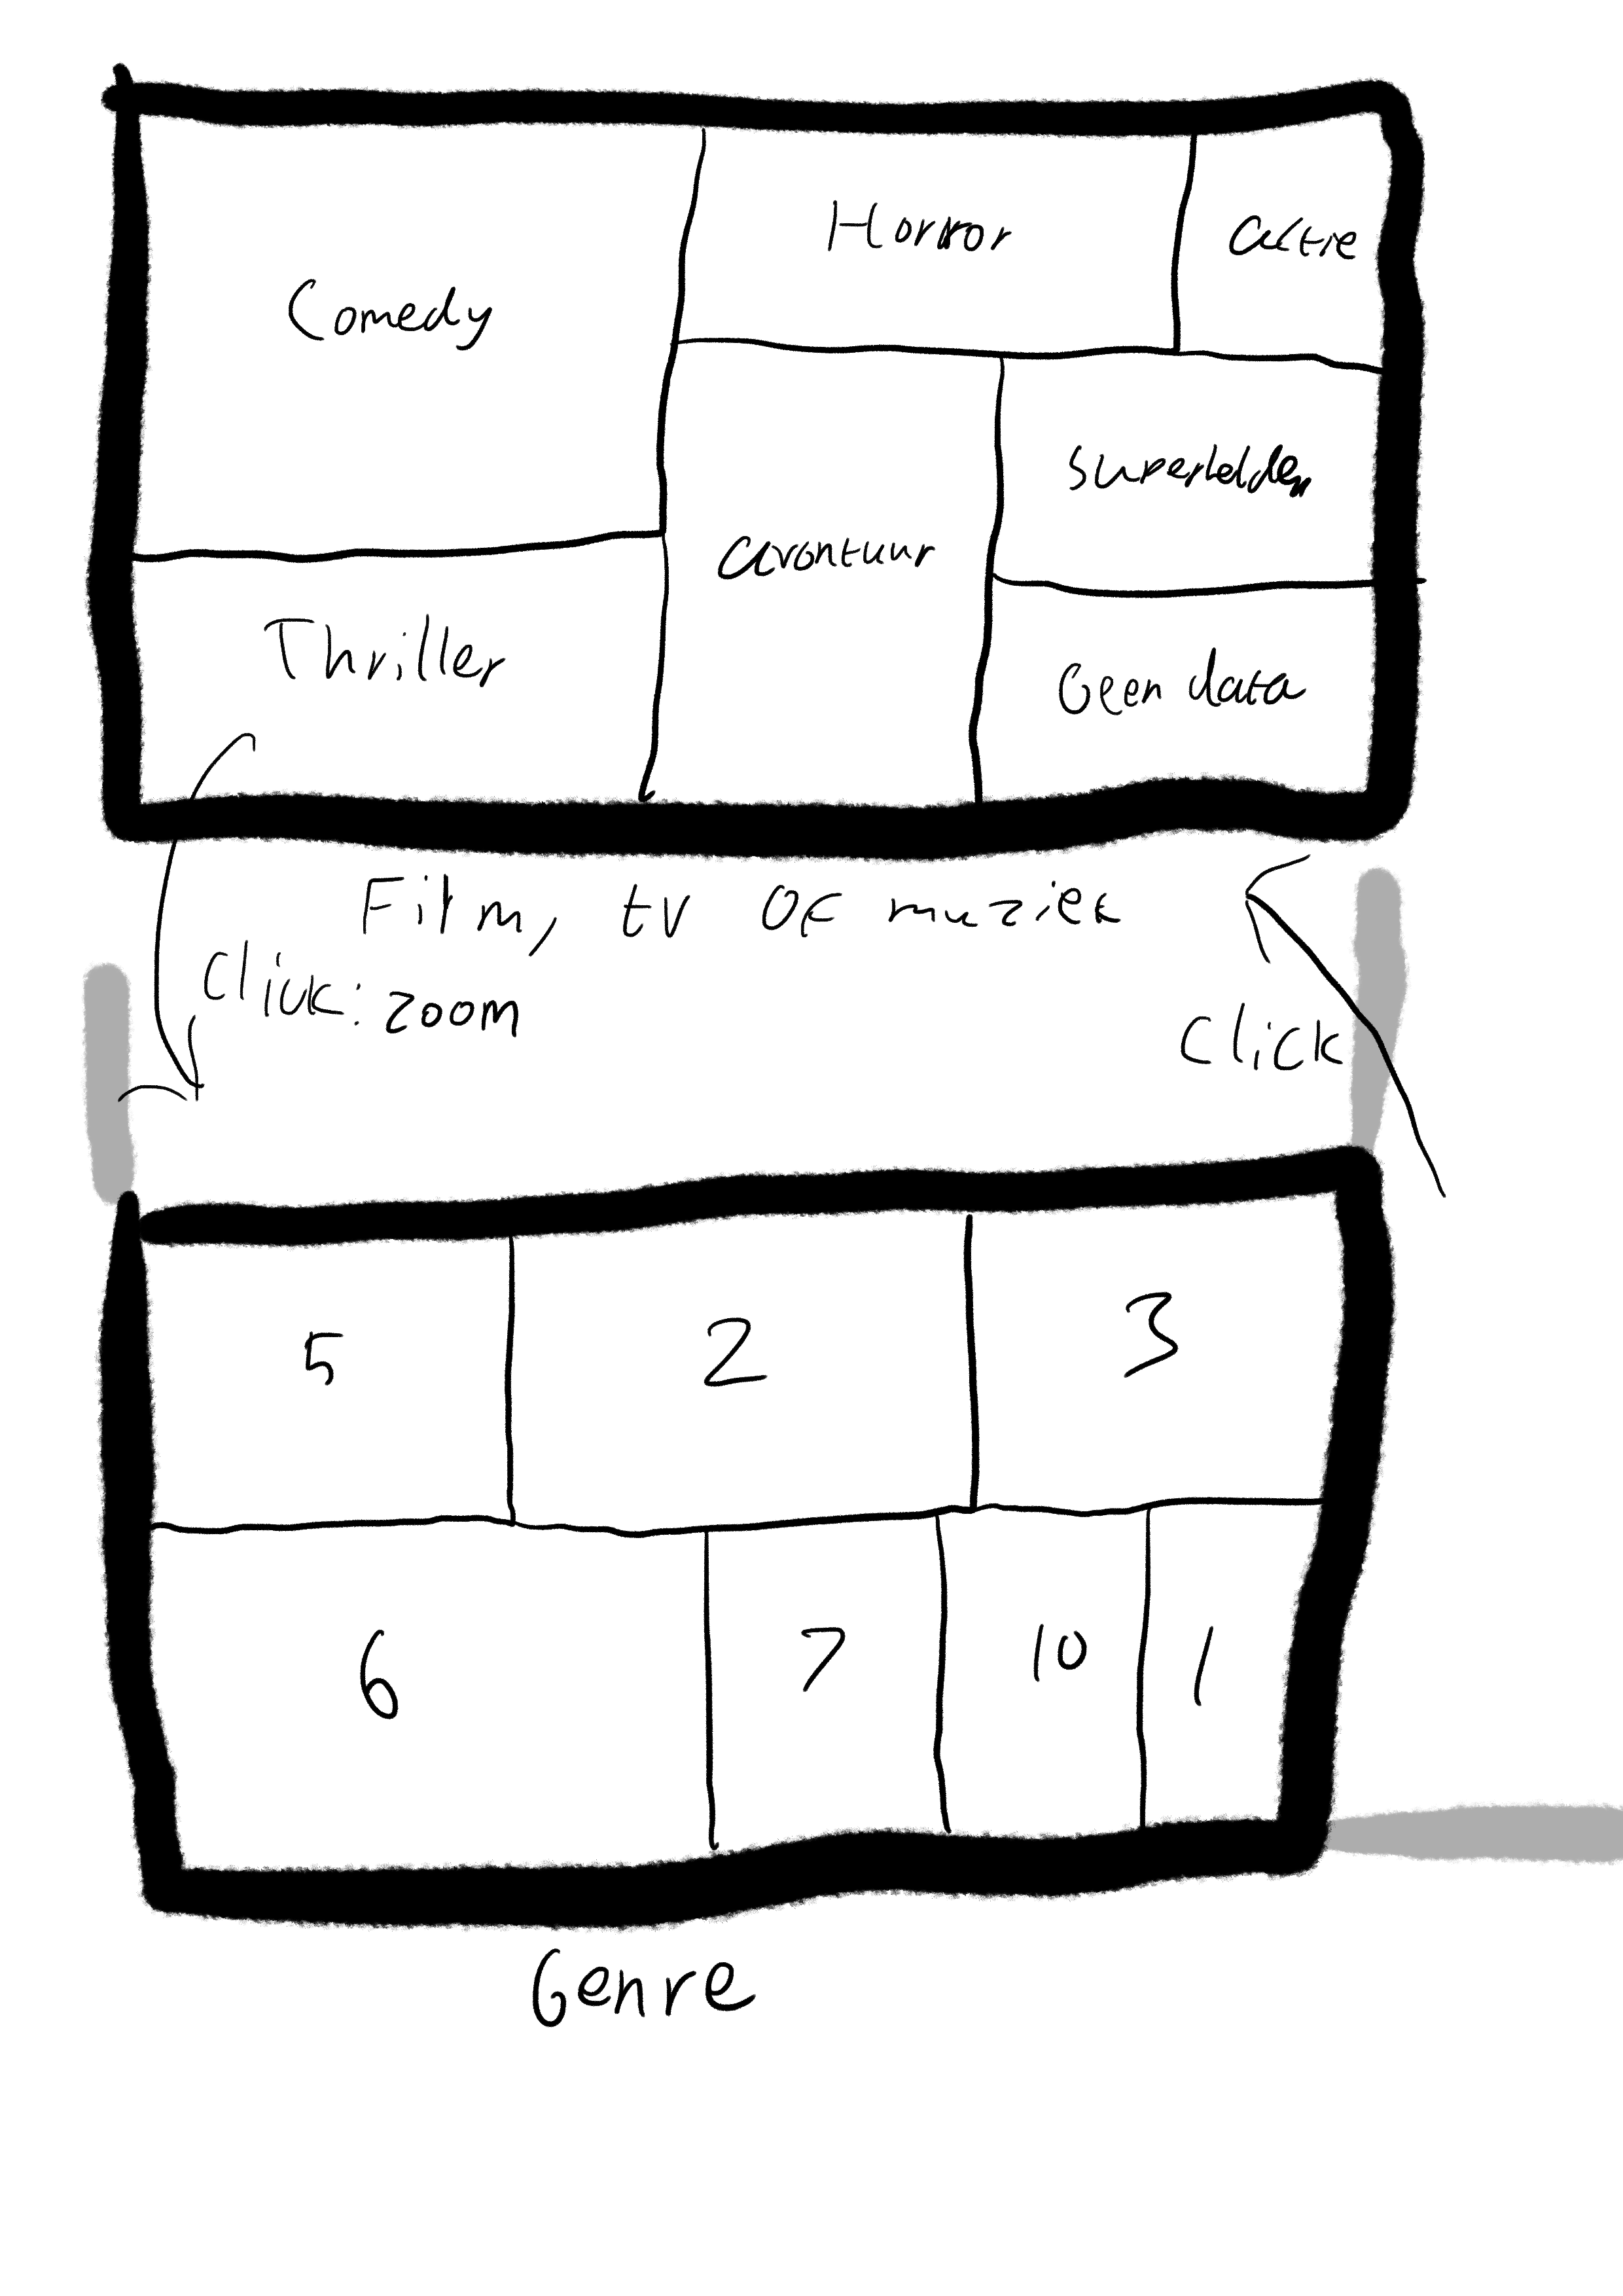 Comedy
Horror
actie
superhelden
avontuur
Thriller
Geen data
Film, tv of muziek
Click: zoom
Click
5
2
3
6
7
10
1
Genre